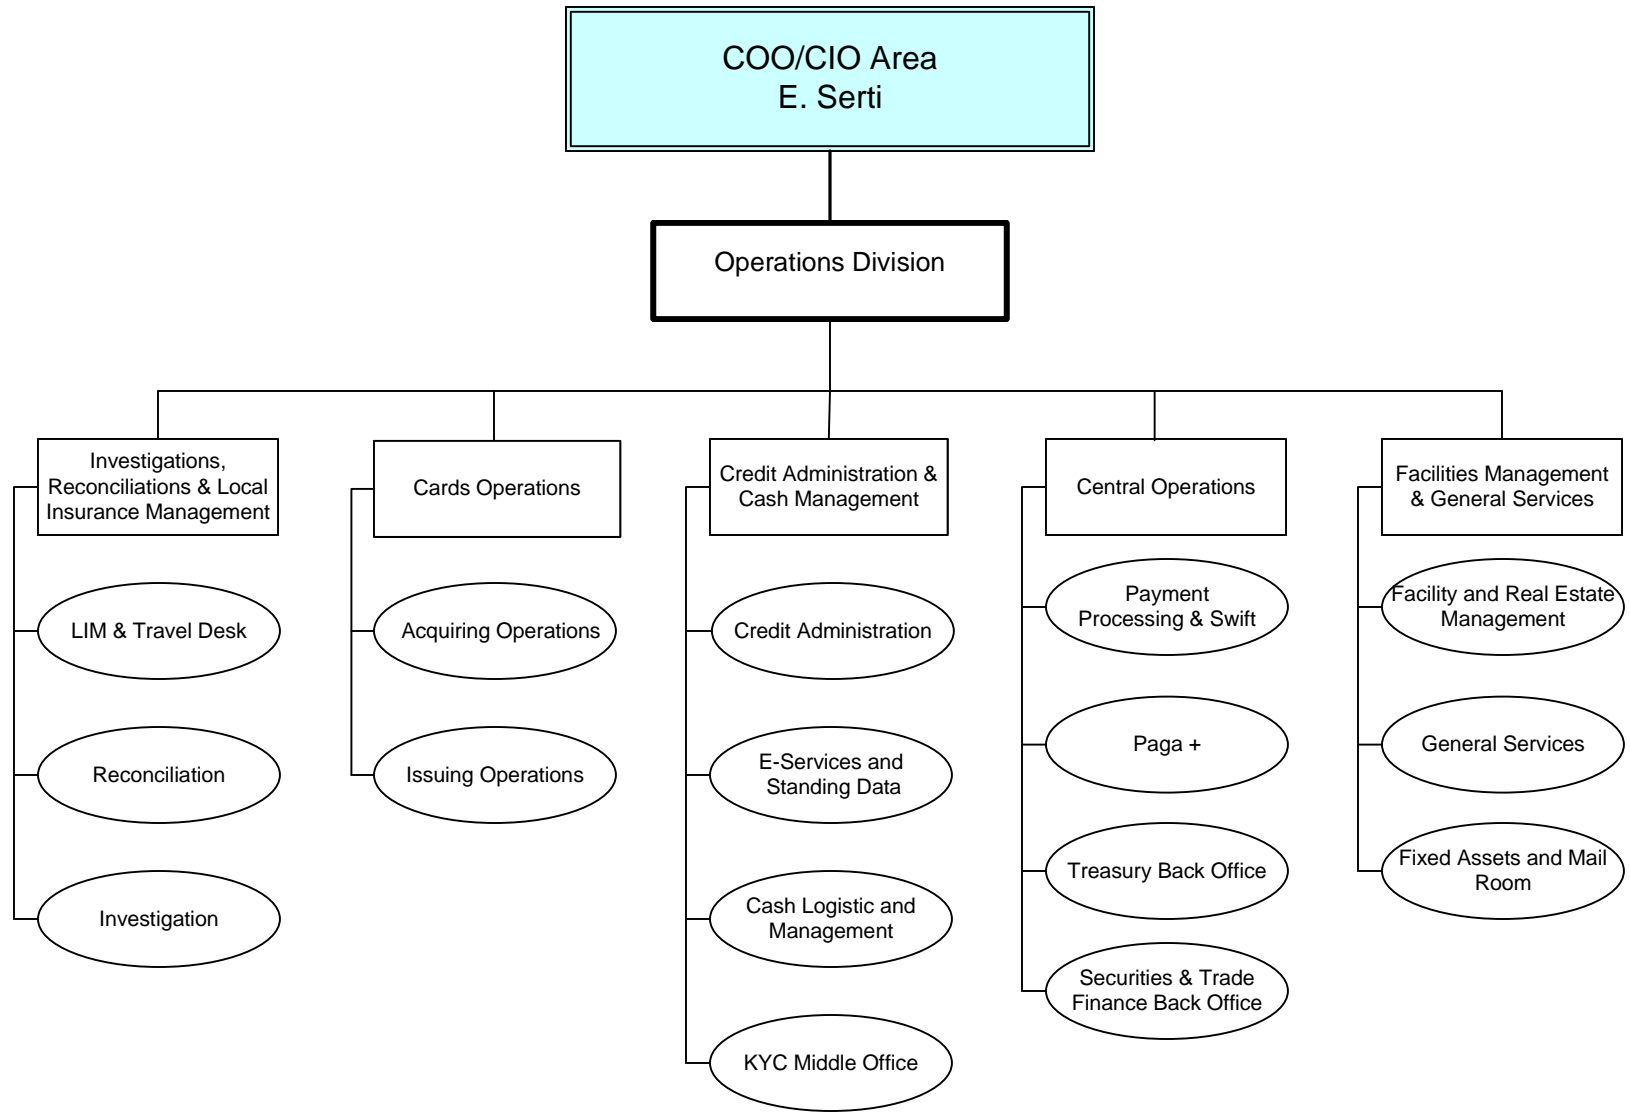 COO/CIO Area
E. Serti
Operations Division
Investigations,
Reconciliations & Local
Insurance Management
Cards Operations
Credit Administration &
Cash Management
Central Operations
Facilities Management
& General Services
LIM & Travel Desk
Reconciliation
Investigation
Acquiring Operations
Issuing Operations
Credit Administration
E-Services and
Standing Data
Cash Logistic and
Management
KYC Middle Office
Payment
Processing & Swift
Paga +
Treasury Back Office
Securities & Trade
Finance Back Office
Facility and Real Estate
Management
General Services
Fixed Assets and Mail
Room